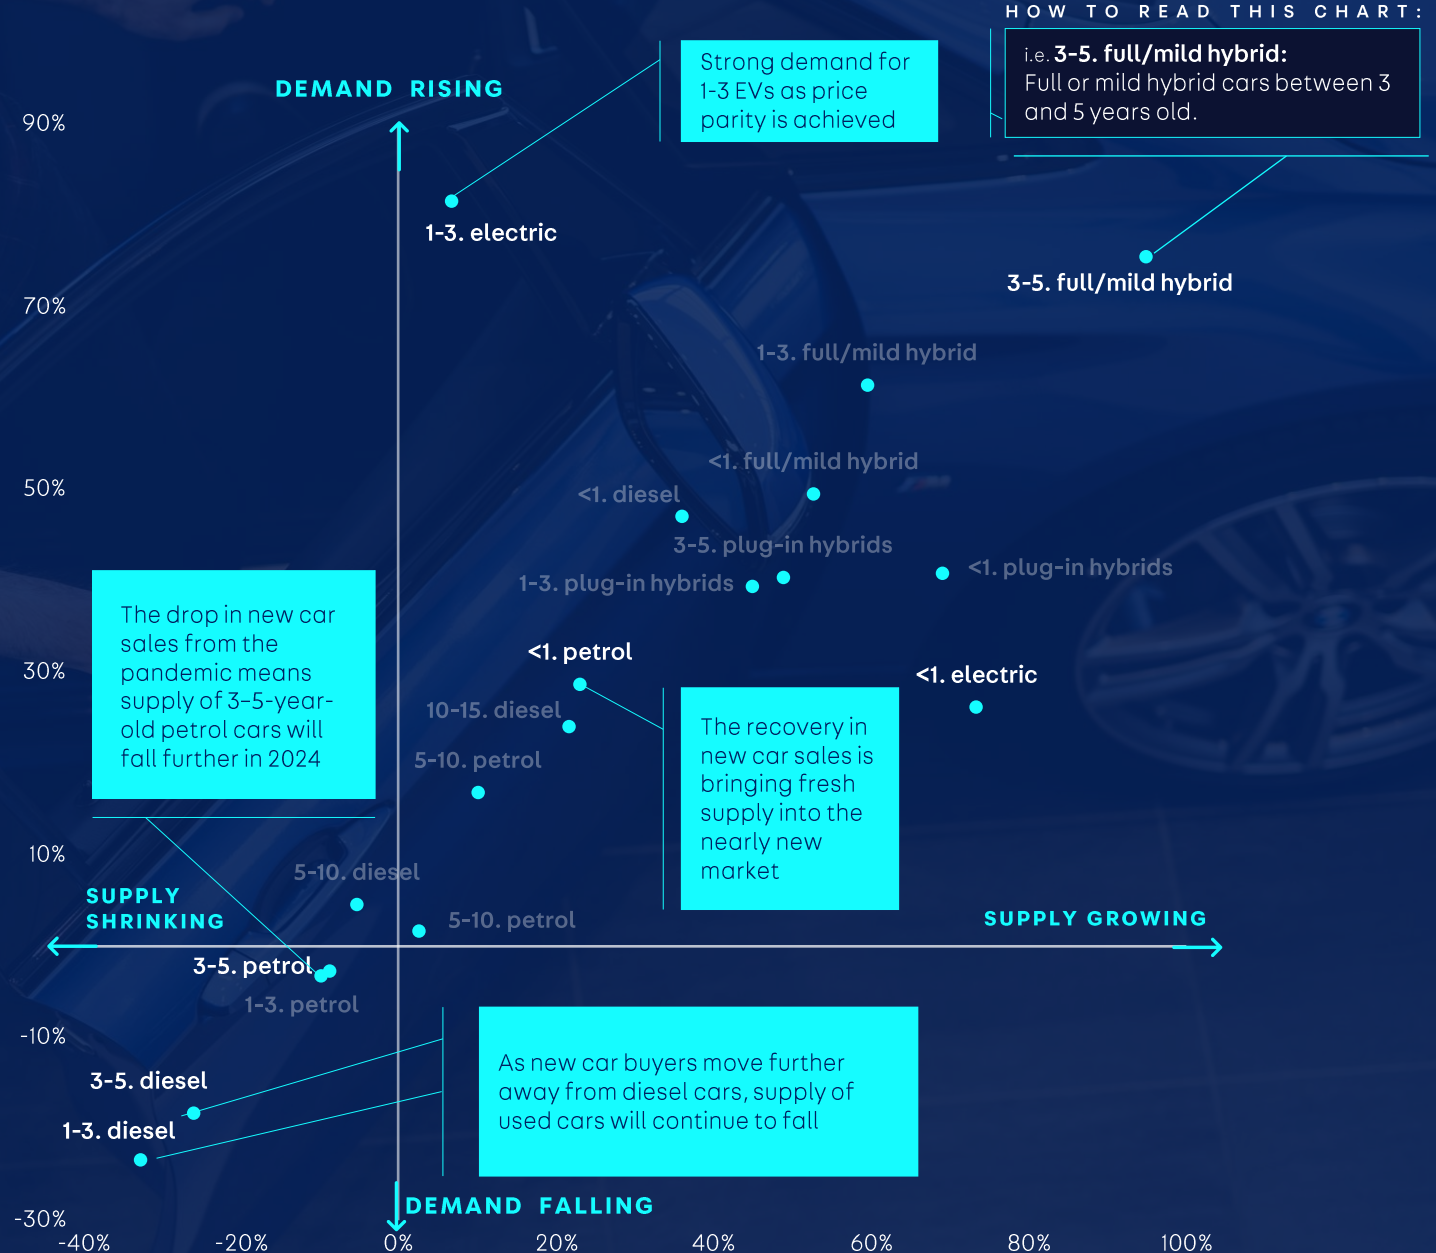 HOW TO READ THIS CHART:
i.e. 3-5. full/mild hybrid:
Full or mild hybrid cars between 3
and 5 years old.
Strong demand for
1-3 EVs as price
parity is achieved
DEMAND RISING
90%
1-3. electric
3-5. full/mild hybrid
70%
1-3. full/mild hybrid
<1. full/mild hybrid
50%
<1. diesel
3-5. plug-in hybrids
<1. plug-in hybrids
1-3. plug-in hybrids
The drop in new car
sales from the
pandemic means
supply of 3-5-year-
old petrol cars will
fall further in 2024
<1. petrol
30%
<1. electric
10-15. diesel
The recovery in
new car sales is
bringing fresh
supply into the
nearly new
market
5-10. petrol
10%
5-10. diesel
SUPPLY
SHRINKING
5-10. petrol
SUPPLY GROWING
3-5. petrol
1-3. petrol
-10%
As new car buyers move further
away from diesel cars, supply of
used cars will continue to fall
3-5. diesel
1-3. diesel
DEMAND FALLING
-30%
-40%
-20%
0%
20%
40%
60%
80%
100%